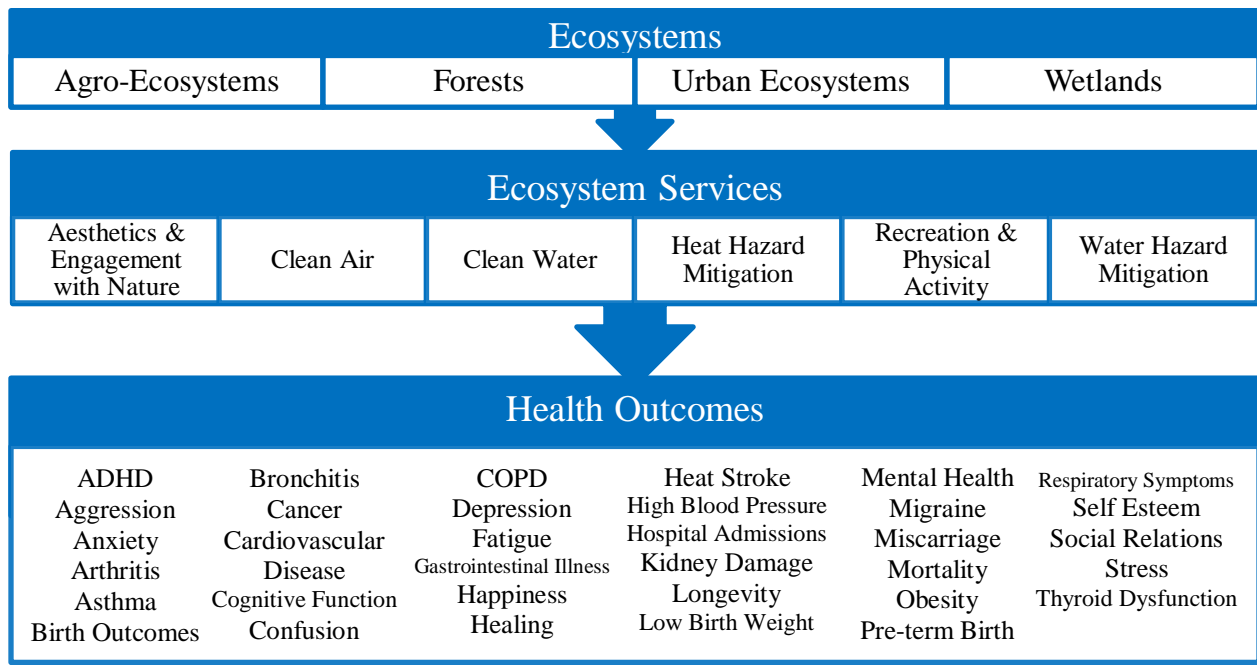 Ecosystems
Agro-Ecosystems
Forests
Urban Ecosystems
Wetlands
Ecosystem Services
Aesthetics &
Engagement
with Nature
Clean Air
Clean Water
Heat Hazard
Mitigation
Recreation &
Physical
Activity
Water Hazard
Mitigation
Health Outcomes
ADHD
Aggression
Anxiety
Arthritis
Asthma
Birth Outcomes
Bronchitis
Cancer
Cardiovascular
Disease
Cognitive Function
Confusion
COPD
Depression
Fatigue
Gastrointestinal Illness
Happiness
Healing
Heat Stroke
High Blood Pressure
Hospital Admissions
Kidney Damage
Longevity
Low Birth Weight
Mental Health
Migraine
Miscarriage
Mortality
Obesity
Pre-term Birth
Respiratory Symptoms
Self Esteem
Social Relations
Stress
Thyroid Dysfunction